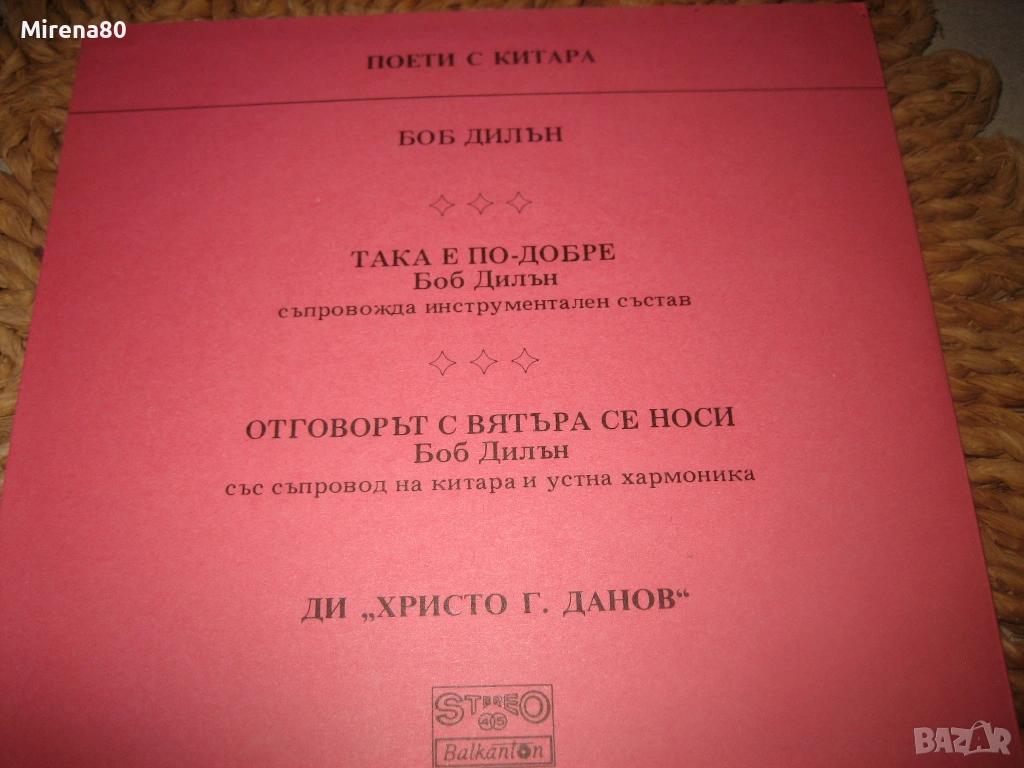 Mirena80
ПОЕТИ С КИТАРА
БОБ ДИЛЪН
ТАКА Е ПО-ДОБРЕ
Боб Дилън
съпровожда инструментален състав
ОТГОВОРЪТ С ВЯТЪРА СЕ НОСИ
Боб Дилън
със съпровод на китара и устна хармоника
ДИ „ХРИСТО Г. ДАНОВ“
STEREO
45
Balkanton
BAZAR